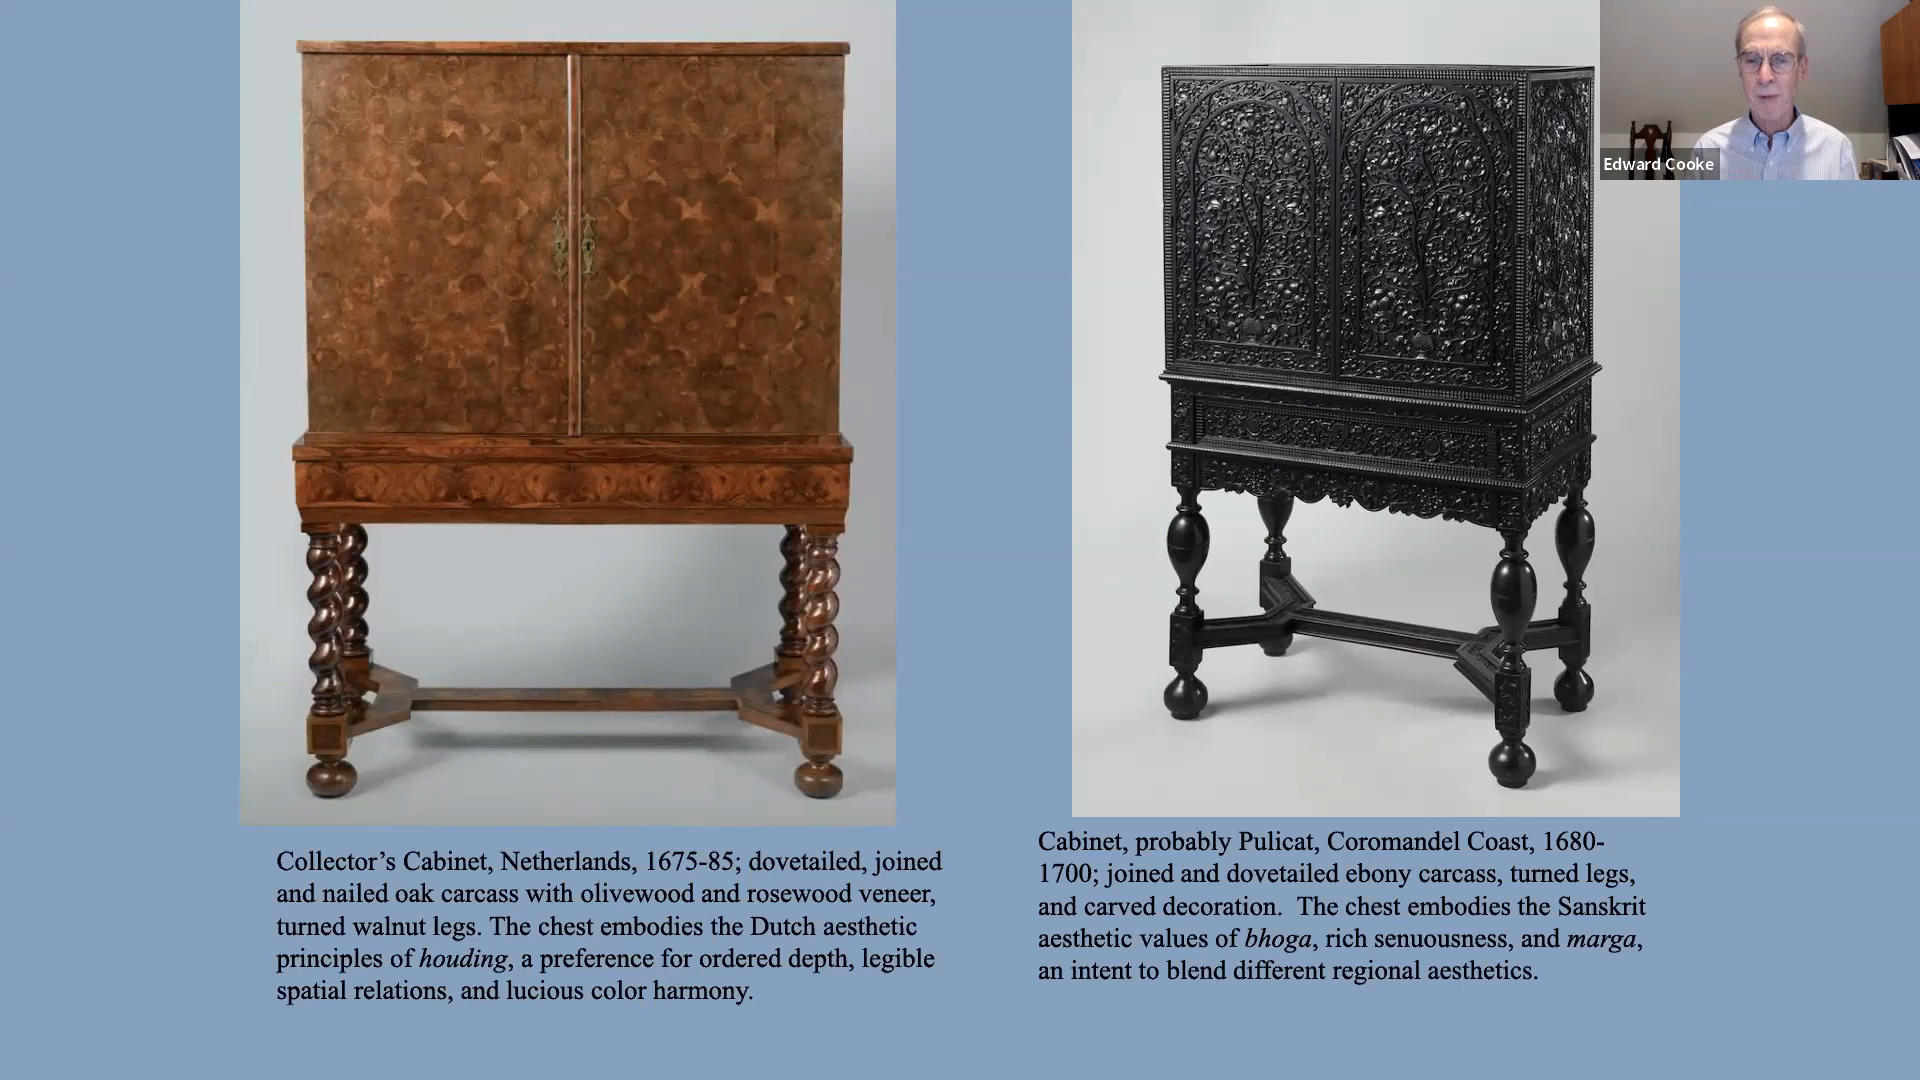 Edward Cooke
Collector’s Cabinet, Netherlands, 1675-85; dovetailed, joined
and nailed oak carcass with olivewood and rosewood veneer,
turned walnut legs. The chest embodies the Dutch aesthetic
principles of houding, a preference for ordered depth, legible
spatial relations, and lucious color harmony.
Cabinet, probably Pulicat, Coromandel Coast, 1680-
1700; joined and dovetailed ebony carcass, turned legs,
and carved decoration.  The chest embodies the Sanskrit
aesthetic values of bhoga, rich senuousness, and marga,
an intent to blend different regional aesthetics.